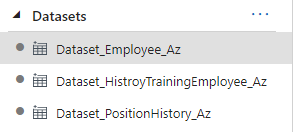 Datasets
Dataset_Employee_Az
Dataset_HistroyTrainingEmployee_Az
Dataset_PositionHistory_Az